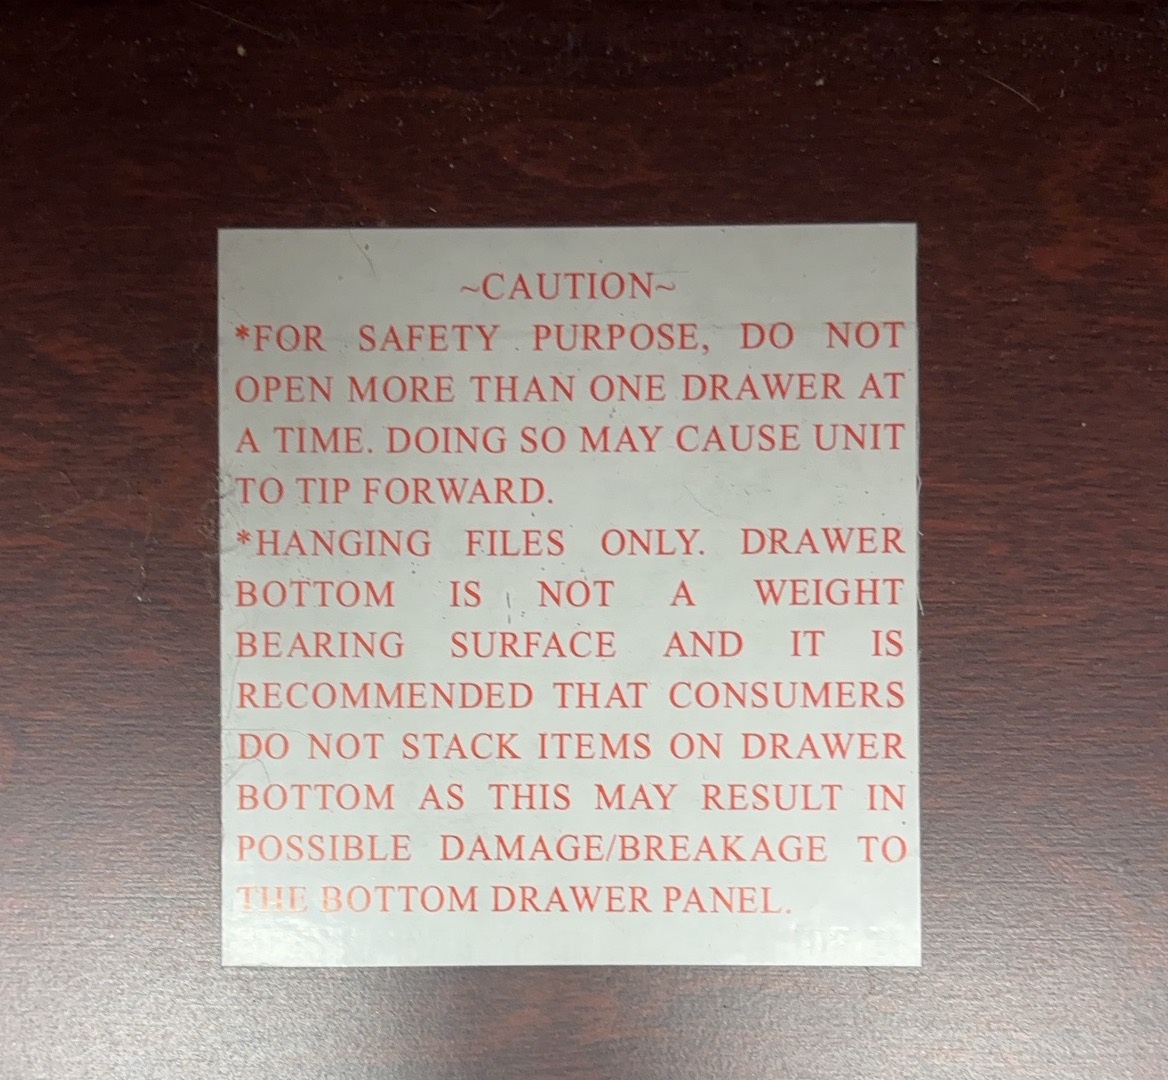 ~CAUTION~
*FOR SAFETY PURPOSE, DO NOT
OPEN MORE THAN ONE DRAWER AT
A TIME. DOING SO MAY CAUSE UNIT
TO TIP FORWARD.
*HANGING FILES ONLY. DRAWER
BOTTOM IS NOT A WEIGHT
BEARING SURFACE AND IT IS
RECOMMENDED THAT CONSUMERS
DO NOT STACK ITEMS ON DRAWER
BOTTOM AS THIS MAY RESULT IN
POSSIBLE DAMAGE/BREAKAGE TO
THE BOTTOM DRAWER PANEL.